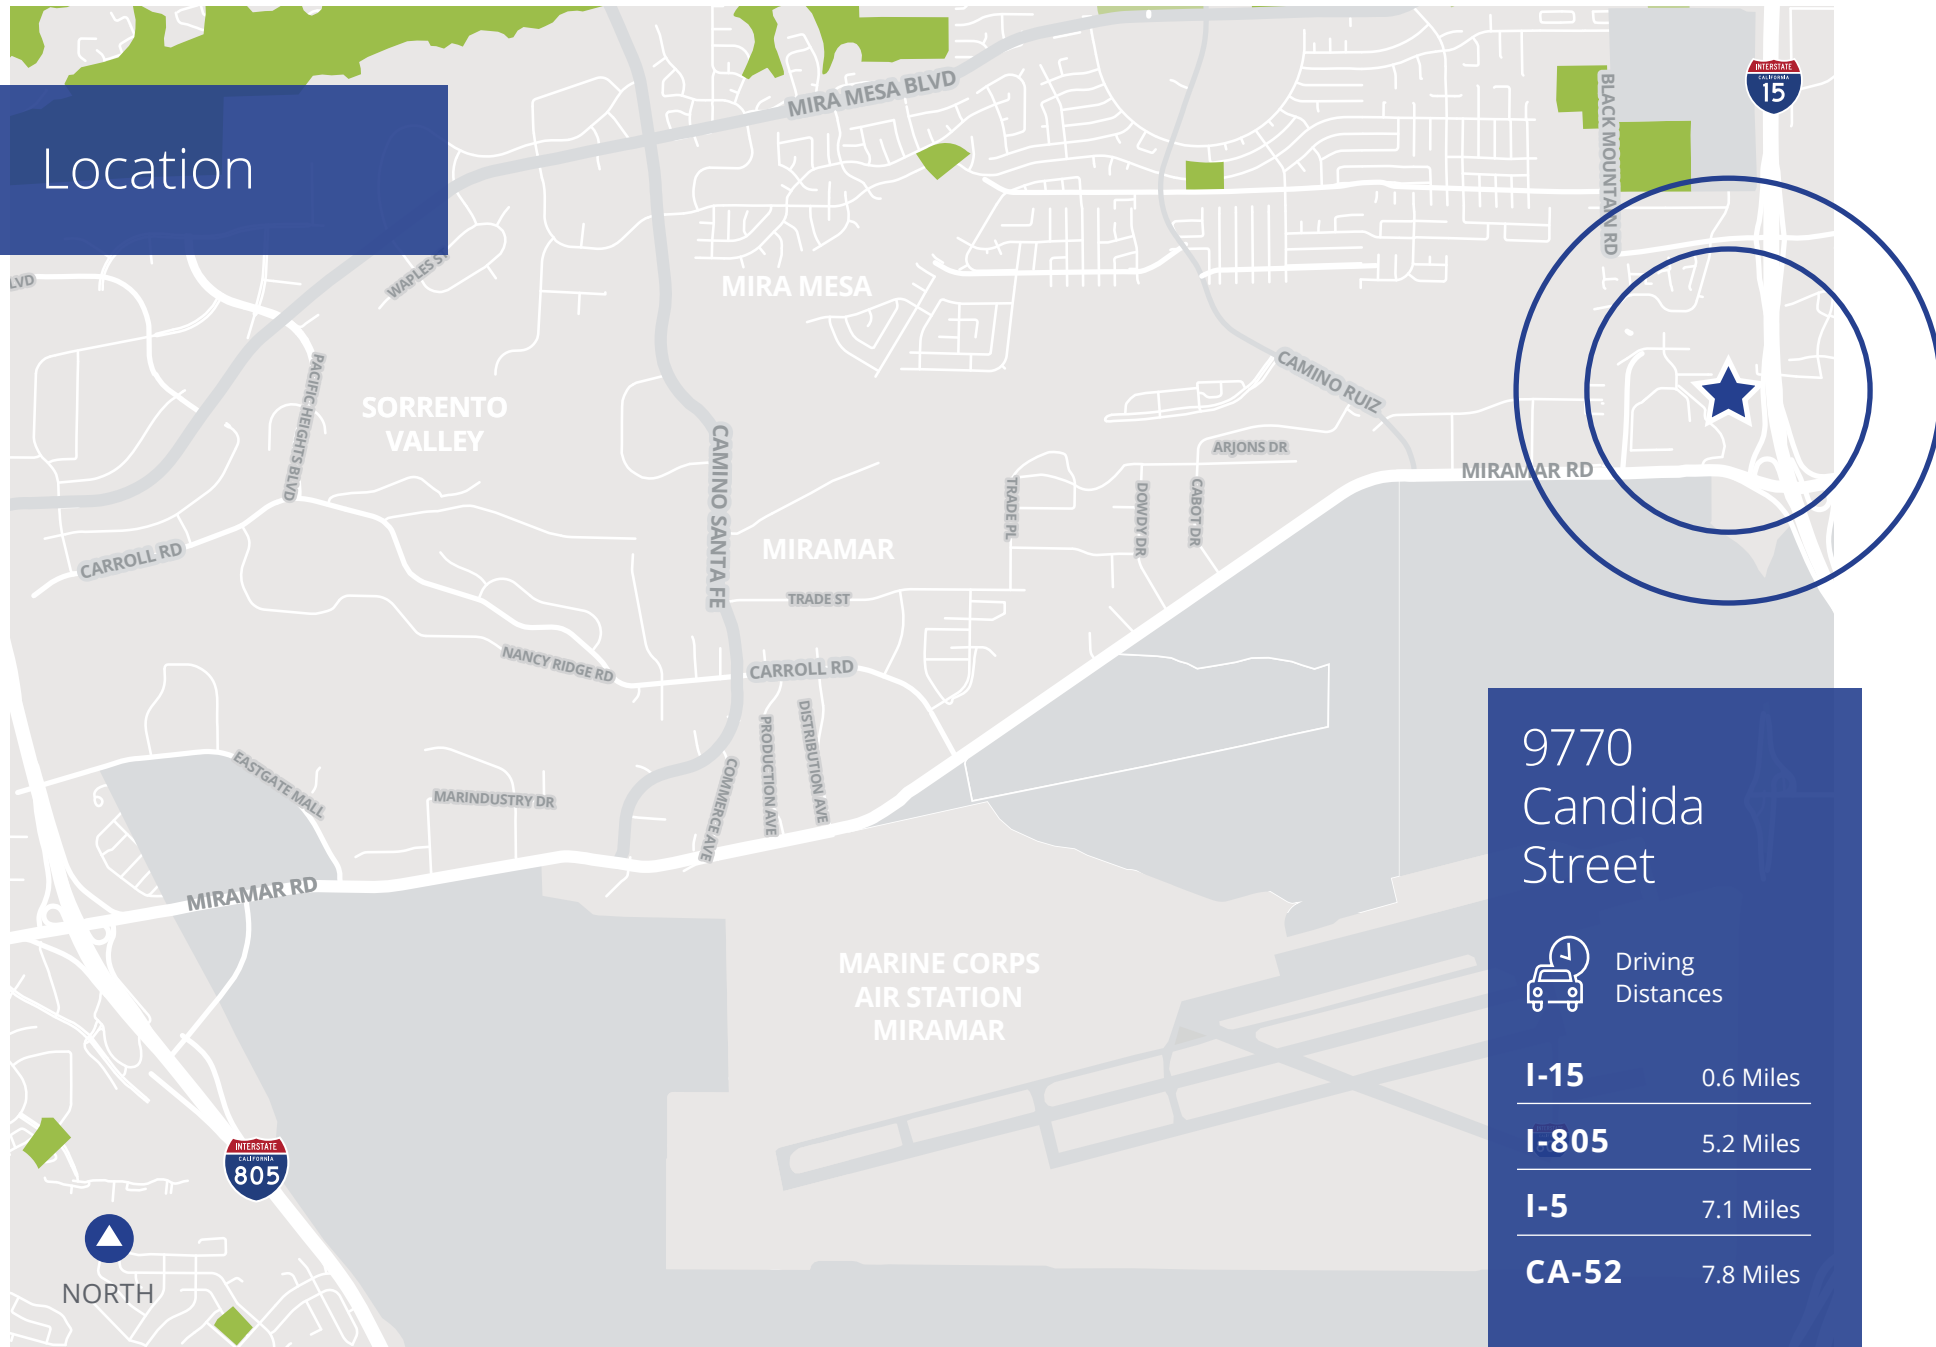 Location
INTERSTATE
CALIFORNIA
15
MIRA MESA BLVD
BLACK MOUNTAIN RD
WAPLES ST
LVD
MIRA MESA
PACIFIC HEIGHTS BLVD
CAMINO RUIZ
SORRENTO
VALLEY
CAMINO SANTA FE
ARJONS DR
MIRAMAR RD
TRADE PL
DOWDY DR
CABOT DR
CARROLL RD
MIRAMAR
TRADE ST
NANCY RIDGE RD
CARROLL RD
PRODUCTION AVE
DISTRIBUTION AVE
COMMERCE AVE
EASTGATE MALL
MARINDUSTRY DR
MIRAMAR RD
MARINE CORPS
AIR STATION
MIRAMAR
INTERSTATE
CALIFORNIA
805
NORTH
9770
Candida
Street
Driving
Distances
I-15 0.6 Miles
I-805 5.2 Miles
I-5 7.1 Miles
CA-52 7.8 Miles